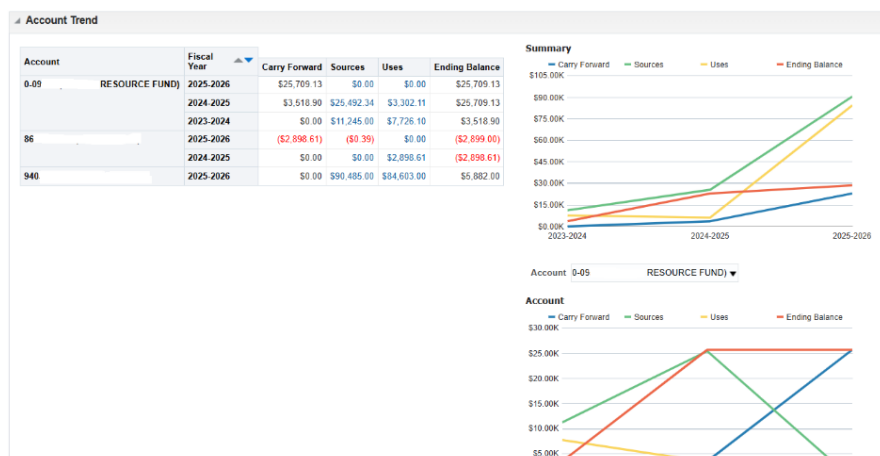 Account Trend
Account Fiscal Year Carry Forward Sources Uses Ending Balance
0-09 RESOURCE FUND) 2025-2026 $25,709.13 $0.00 $0.00 $25,709.13
2024-2025 $3,518.90 $25,492.34 $3,302.11 $25,709.13
2023-2024 $0.00 $11,245.00 $7,726.10 $3,518.90
86 2025-2026 ($2,898.61) ($0.39) $0.00 ($2,899.00)
2024-2025 $0.00 $0.00 $2,898.61 ($2,898.61)
940 2025-2026 $0.00 $90,485.00 $84,603.00 $5,882.00
Summary
Carry Forward Sources Uses Ending Balance
$105.00K
$90.00K
$75.00K
$60.00K
$45.00K
$30.00K
$15.00K
$0.00K
2023-2024 2024-2025 2025-2026
Account 0-09 RESOURCE FUND)
Account
Carry Forward Sources Uses Ending Balance
$30.00K
$25.00K
$20.00K
$15.00K
$10.00K
$5.00K